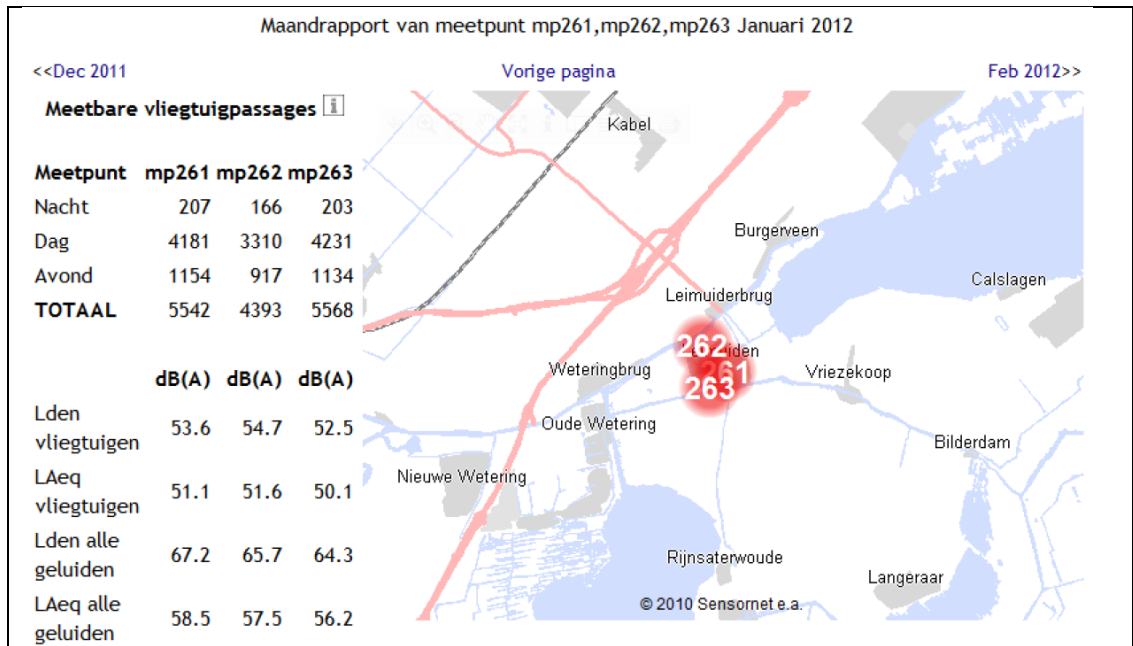 Maandrapport van meetpunt mp261,mp262,mp263 Januari 2012
<<Dec 2011 Vorige pagina Feb 2012>>
Meetbare vliegtuigpassages i
Meetpunt mp261 mp262 mp263
Nacht 207 166 203
Dag 4181 3310 4231
Avond 1154 917 1134
TOTAAL 5542 4393 5568
dB(A) dB(A) dB(A)
Lden
vliegtuigen 53.6 54.7 52.5
LAeq
vliegtuigen 51.1 51.6 50.1
Lden alle
geluiden 67.2 65.7 64.3
LAeq alle
geluiden 58.5 57.5 56.2
Kabel
Burgerveen
Calslagen
Leimuiderbrug
262
261
263
Weteringbrug
Vriezekoop
Oude Wetering
Bilderdam
Nieuwe Wetering
Rijnsaterwoude
Langeraar
© 2010 Sensornet e.a.